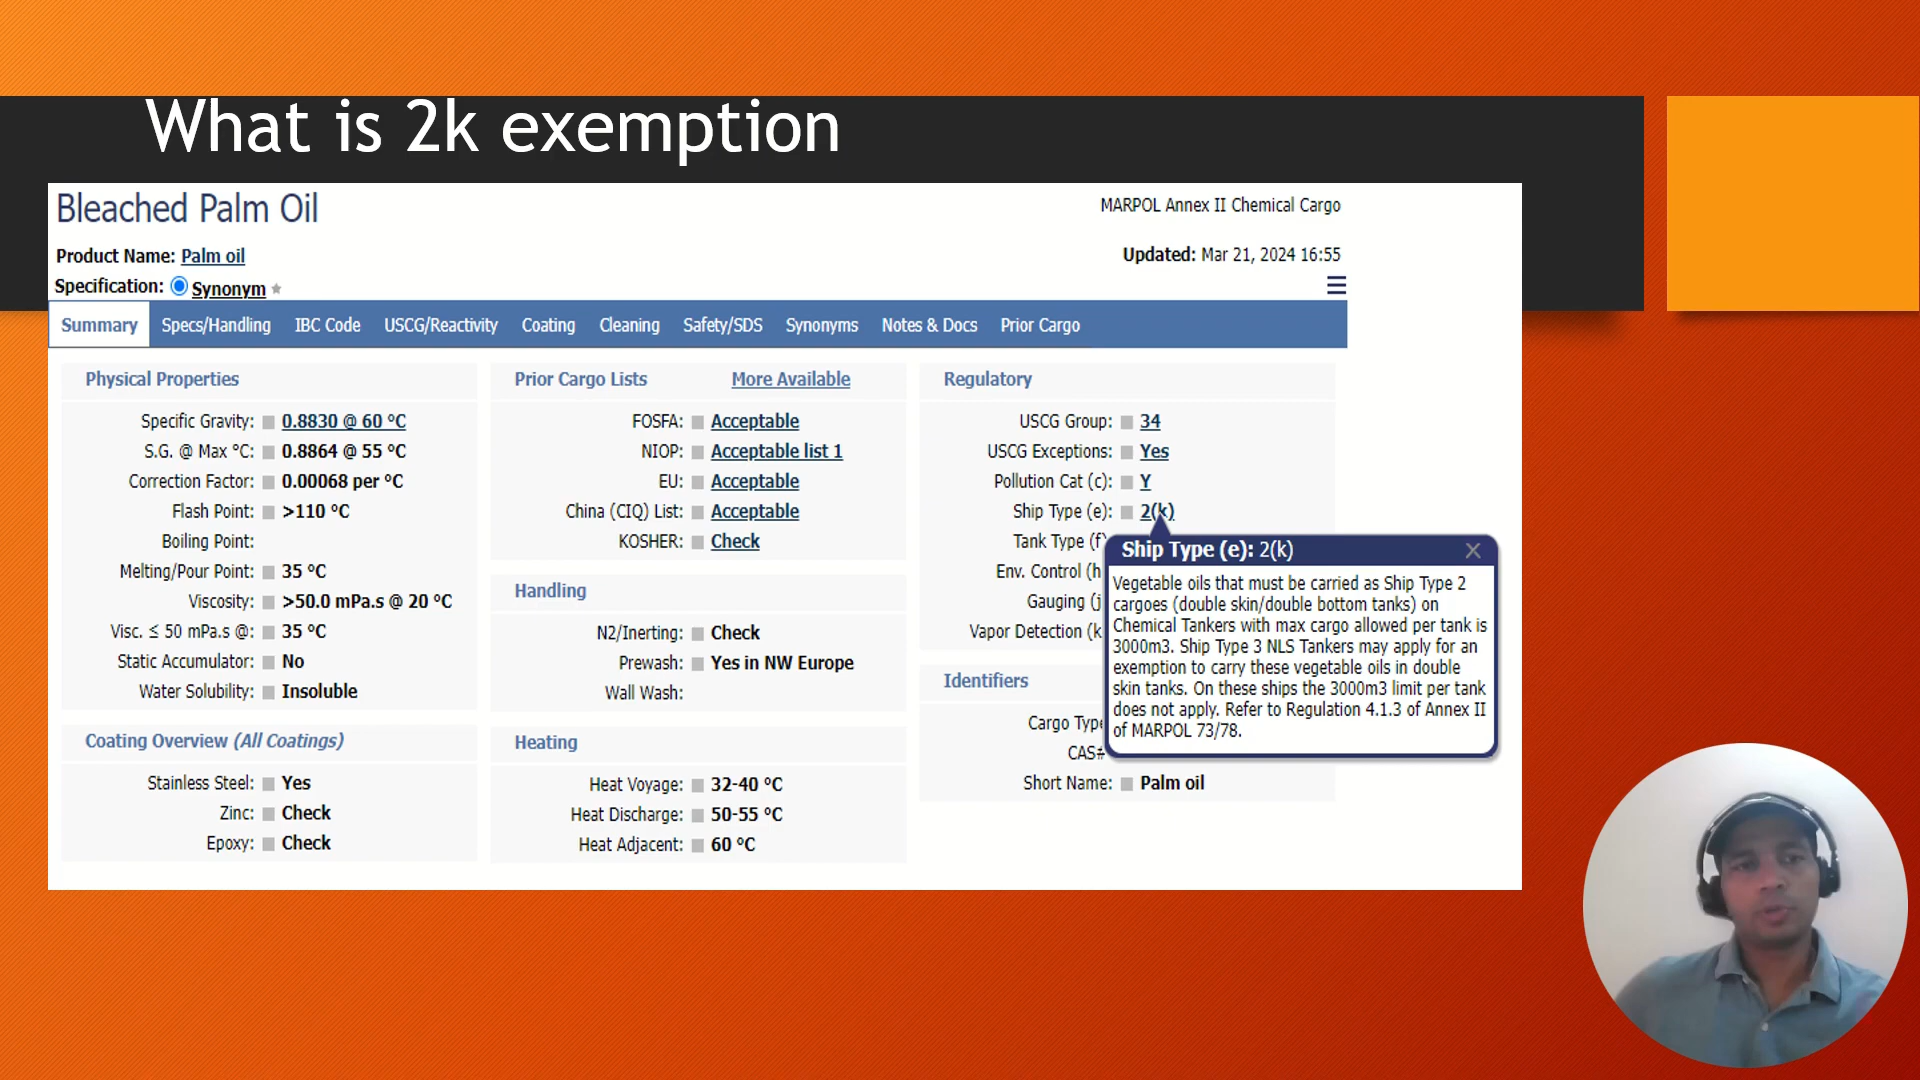 What is 2k exemption
Bleached Palm Oil
MARPOL Annex II Chemical Cargo
Product Name: Palm oil
Updated: Mar 21, 2024 16:55
Specification: Synonym
Summary Specs/Handling IBC Code USCG/Reactivity Coating Cleaning Safety/SDS Synonyms Notes & Docs Prior Cargo
Physical Properties
Specific Gravity: 0.8830 @ 60 °C
S.G. @ Max °C: 0.8864 @ 55 °C
Correction Factor: 0.00068 per °C
Flash Point: >110 °C
Boiling Point:
Melting/Pour Point: 35 °C
Viscosity: >50.0 mPa.s @ 20 °C
Visc. ≤ 50 mPa.s @: 35 °C
Static Accumulator: No
Water Solubility: Insoluble
Coating Overview (All Coatings)
Stainless Steel: Yes
Zinc: Check
Epoxy: Check
Prior Cargo Lists More Available
FOSFA: Acceptable
NIOP: Acceptable list 1
EU: Acceptable
China (CIQ) List: Acceptable
KOSHER: Check
Handling
N2/Inerting: Check
Prewash: Yes in NW Europe
Wall Wash:
Heating
Heat Voyage: 32-40 °C
Heat Discharge: 50-55 °C
Heat Adjacent: 60 °C
Regulatory
USCG Group: 34
USCG Exceptions: Yes
Pollution Cat (c): Y
Ship Type (e): 2(k)
Tank Type (f
Env. Control (h
Gauging (j
Vapor Detection (k
Ship Type (e): 2(k)
Vegetable oils that must be carried as Ship Type 2
cargoes (double skin/double bottom tanks) on
Chemical Tankers with max cargo allowed per tank is
3000m3. Ship Type 3 NLS Tankers may apply for an
exemption to carry these vegetable oils in double
skin tanks. On these ships the 3000m3 limit per tank
does not apply. Refer to Regulation 4.1.3 of Annex II
of MARPOL 73/78.
Identifiers
Cargo Type
CAS#
Short Name: Palm oil